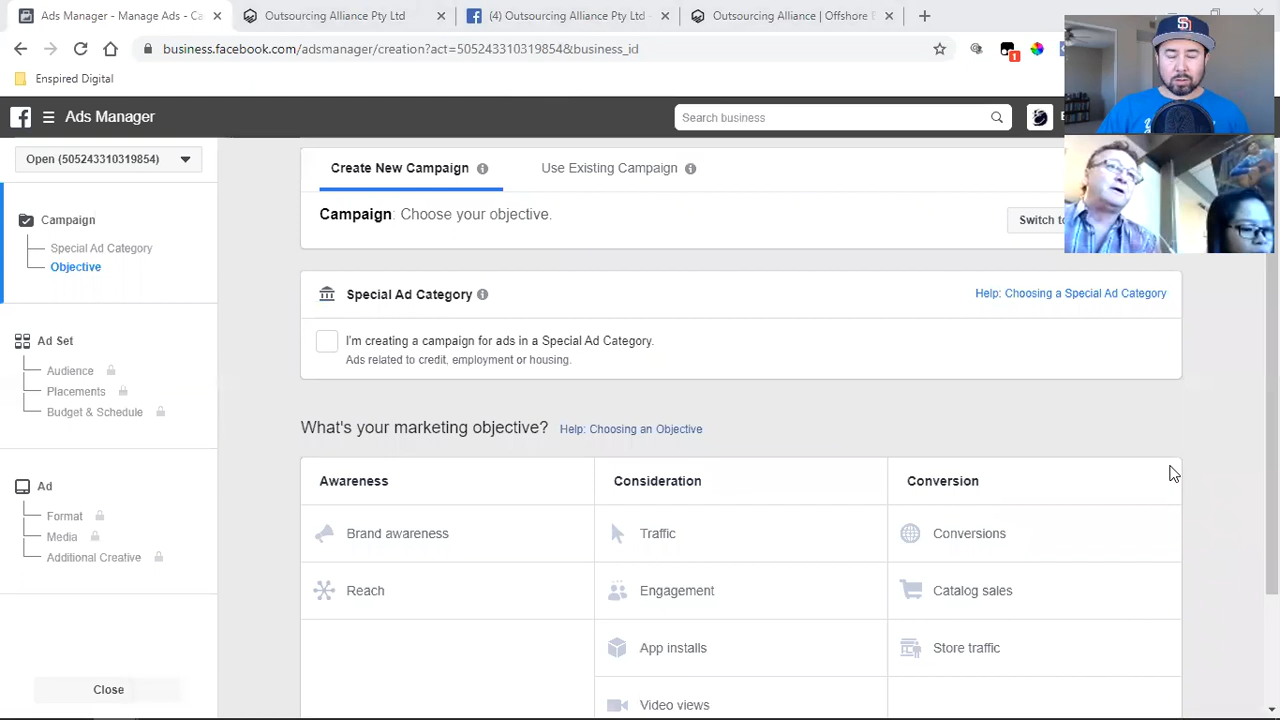 Ads Manager - Manage Ads - Ca
Outsourcing Alliance Pty Ltd
(4) Outsourcing Alliance Pty Ltd -
Outsourcing Alliance | Offshore E
business.facebook.com/adsmanager/creation?act=505243310319854&business_id
1
Enspired Digital
Ads Manager
Search business
Open (505243310319854)
Create New Campaign
Use Existing Campaign
Campaign: Choose your objective.
Switch to
Campaign
Special Ad Category
Objective
Special Ad Category
Help: Choosing a Special Ad Category
I'm creating a campaign for ads in a Special Ad Category.
Ads related to credit, employment or housing.
Ad Set
Audience
Placements
Budget & Schedule
What's your marketing objective?
Help: Choosing an Objective
Awareness
Consideration
Conversion
Ad
Format
Media
Additional Creative
Brand awareness
Traffic
Conversions
Reach
Engagement
Catalog sales
App installs
Store traffic
Video views
Close